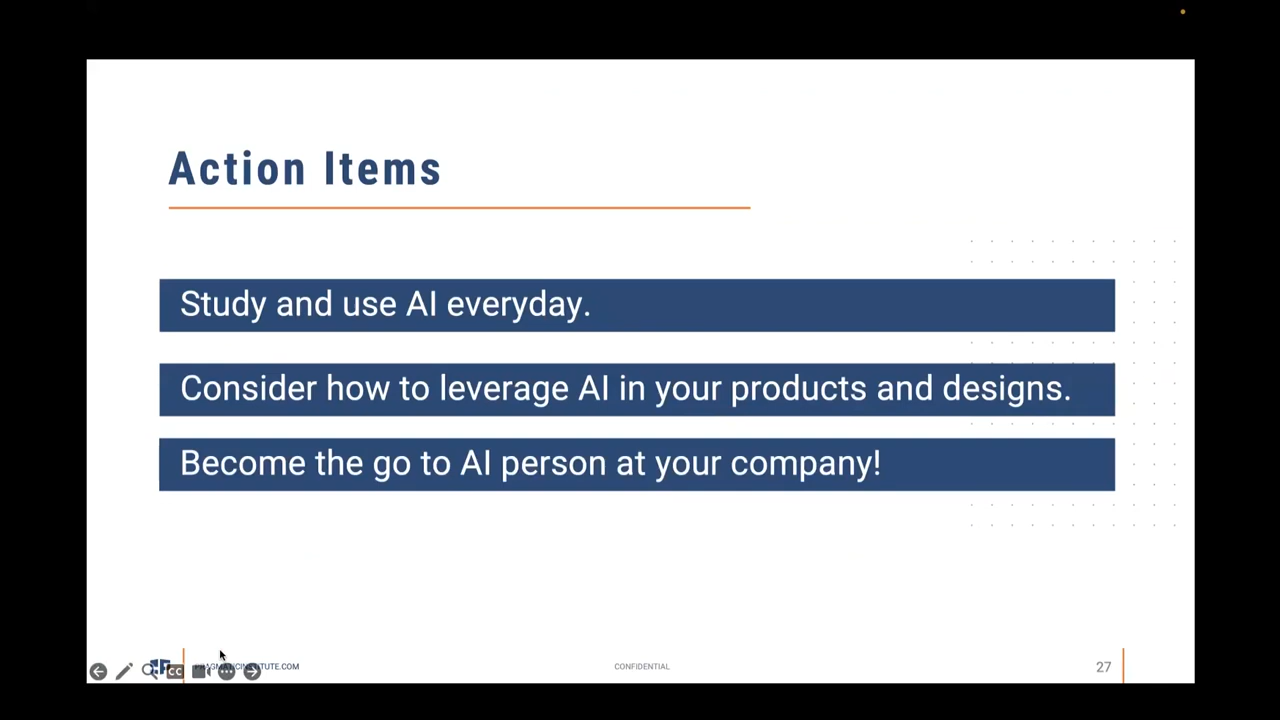 Action Items
Study and use AI everyday.
Consider how to leverage AI in your products and designs.
Become the go to AI person at your company!
CONFIDENTIAL
27